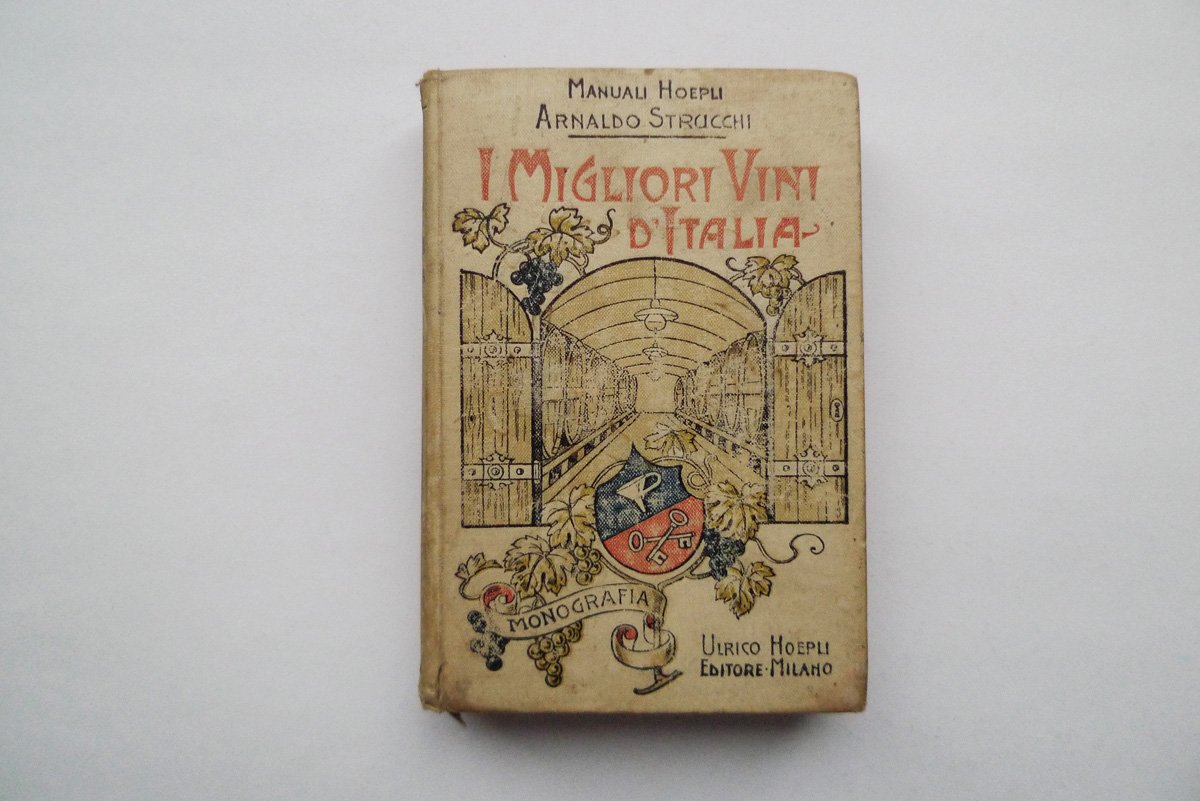 Manuali Hoepli
Arnaldo Strucchi
I Migliori Vini
d'Italia
Monografia
Ulrico Hoepli
Editore·Milano